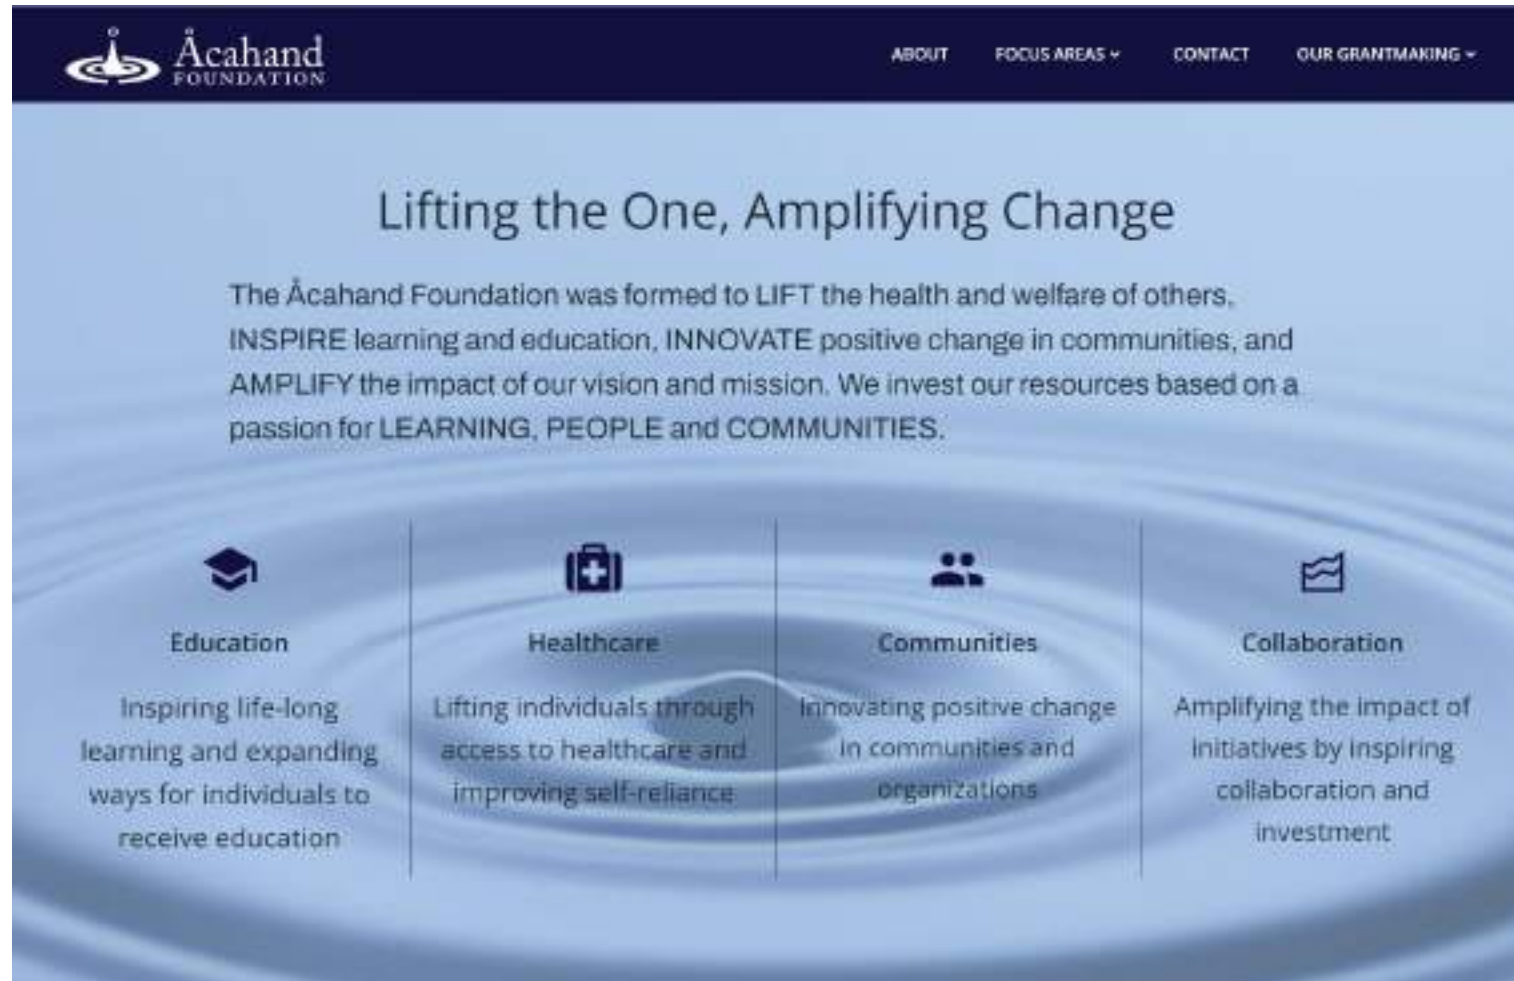 Åcahand
FOUNDATION
ABOUT
FOCUS AREAS
CONTACT
OUR GRANTMAKING
Lifting the One, Amplifying Change
The Åcahand Foundation was formed to LIFT the health and welfare of others,
INSPIRE learning and education, INNOVATE positive change in communities, and
AMPLIFY the impact of our vision and mission. We invest our resources based on a
passion for LEARNING, PEOPLE and COMMUNITIES.
Education
Inspiring life-long
learning and expanding
ways for individuals to
receive education
Healthcare
Lifting individuals through
access to healthcare and
improving self-reliance
Communities
Innovating positive change
in communities and
organizations
Collaboration
Amplifying the impact of
initiatives by inspiring
collaboration and
investment